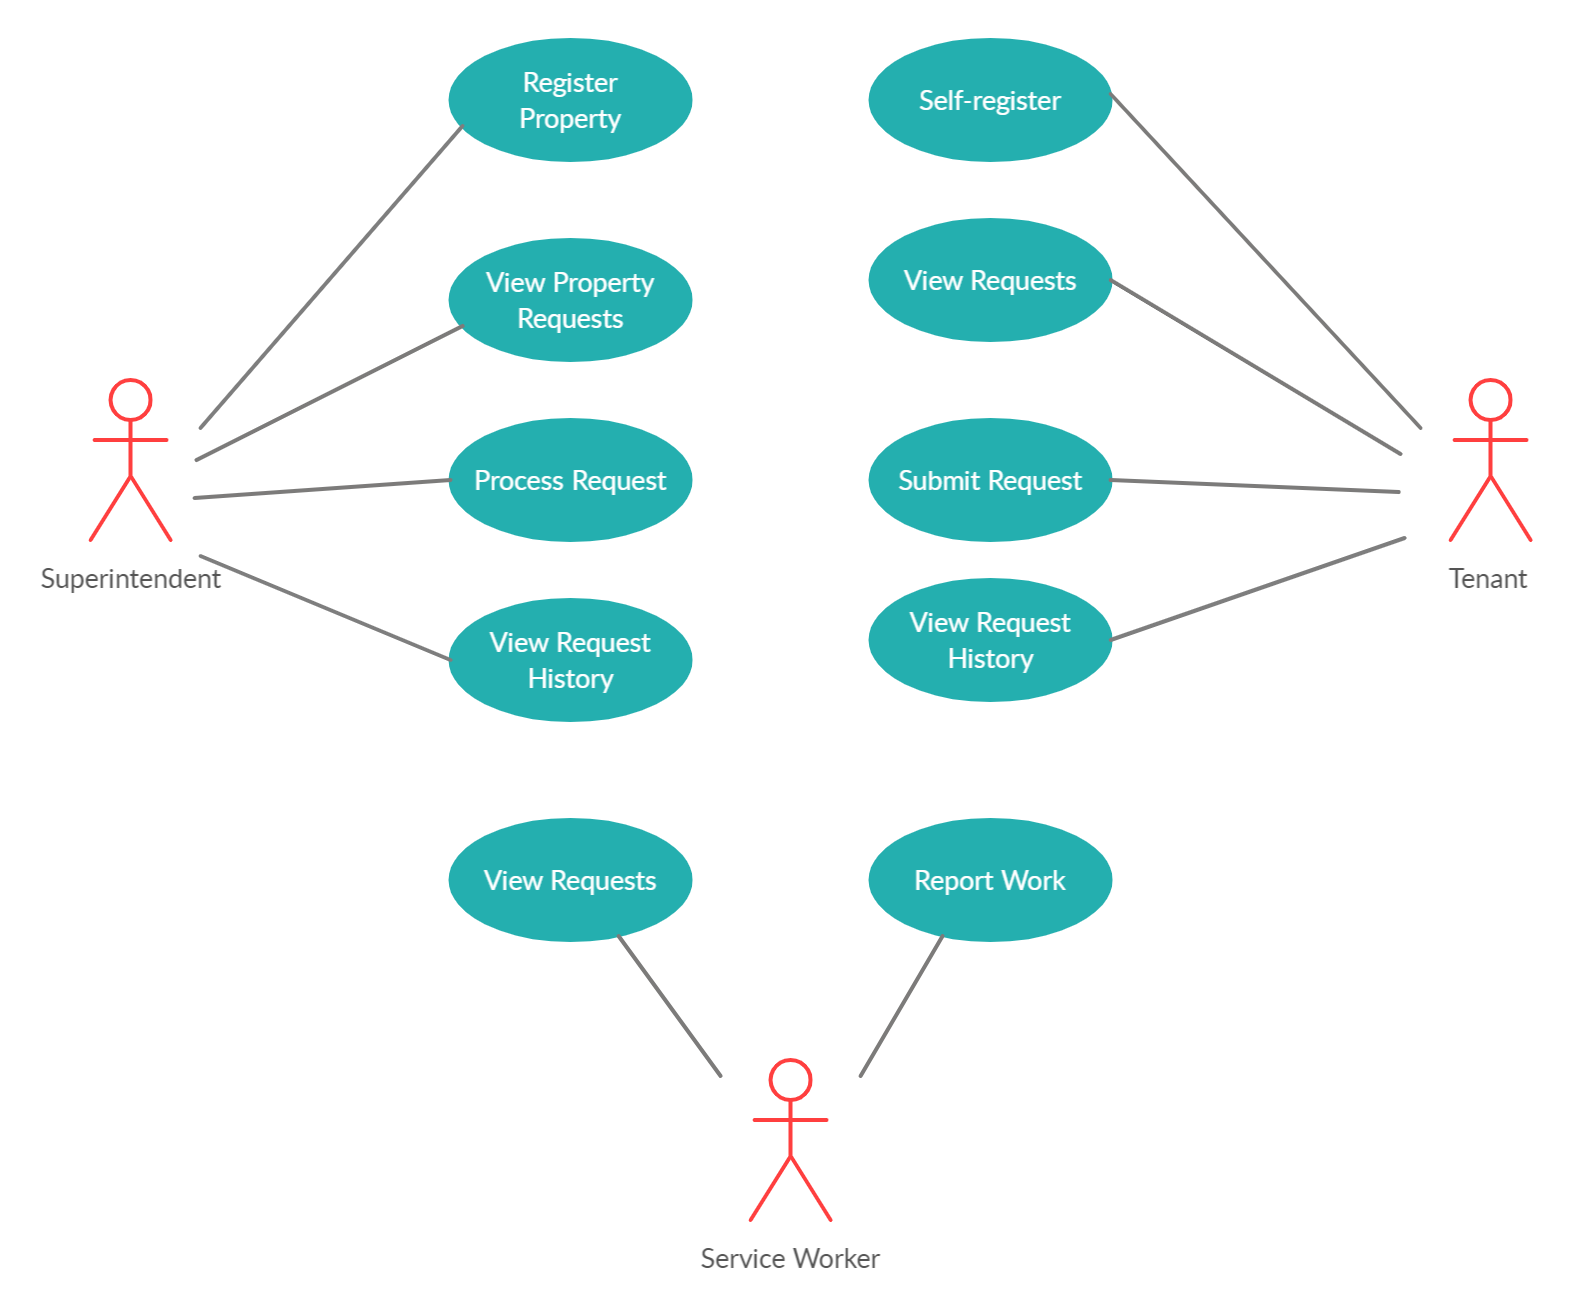 Register
Property
Self-register
View Property
Requests
View Requests
Process Request
Submit Request
Superintendent
Tenant
View Request
History
View Request
History
View Requests
Report Work
Service Worker